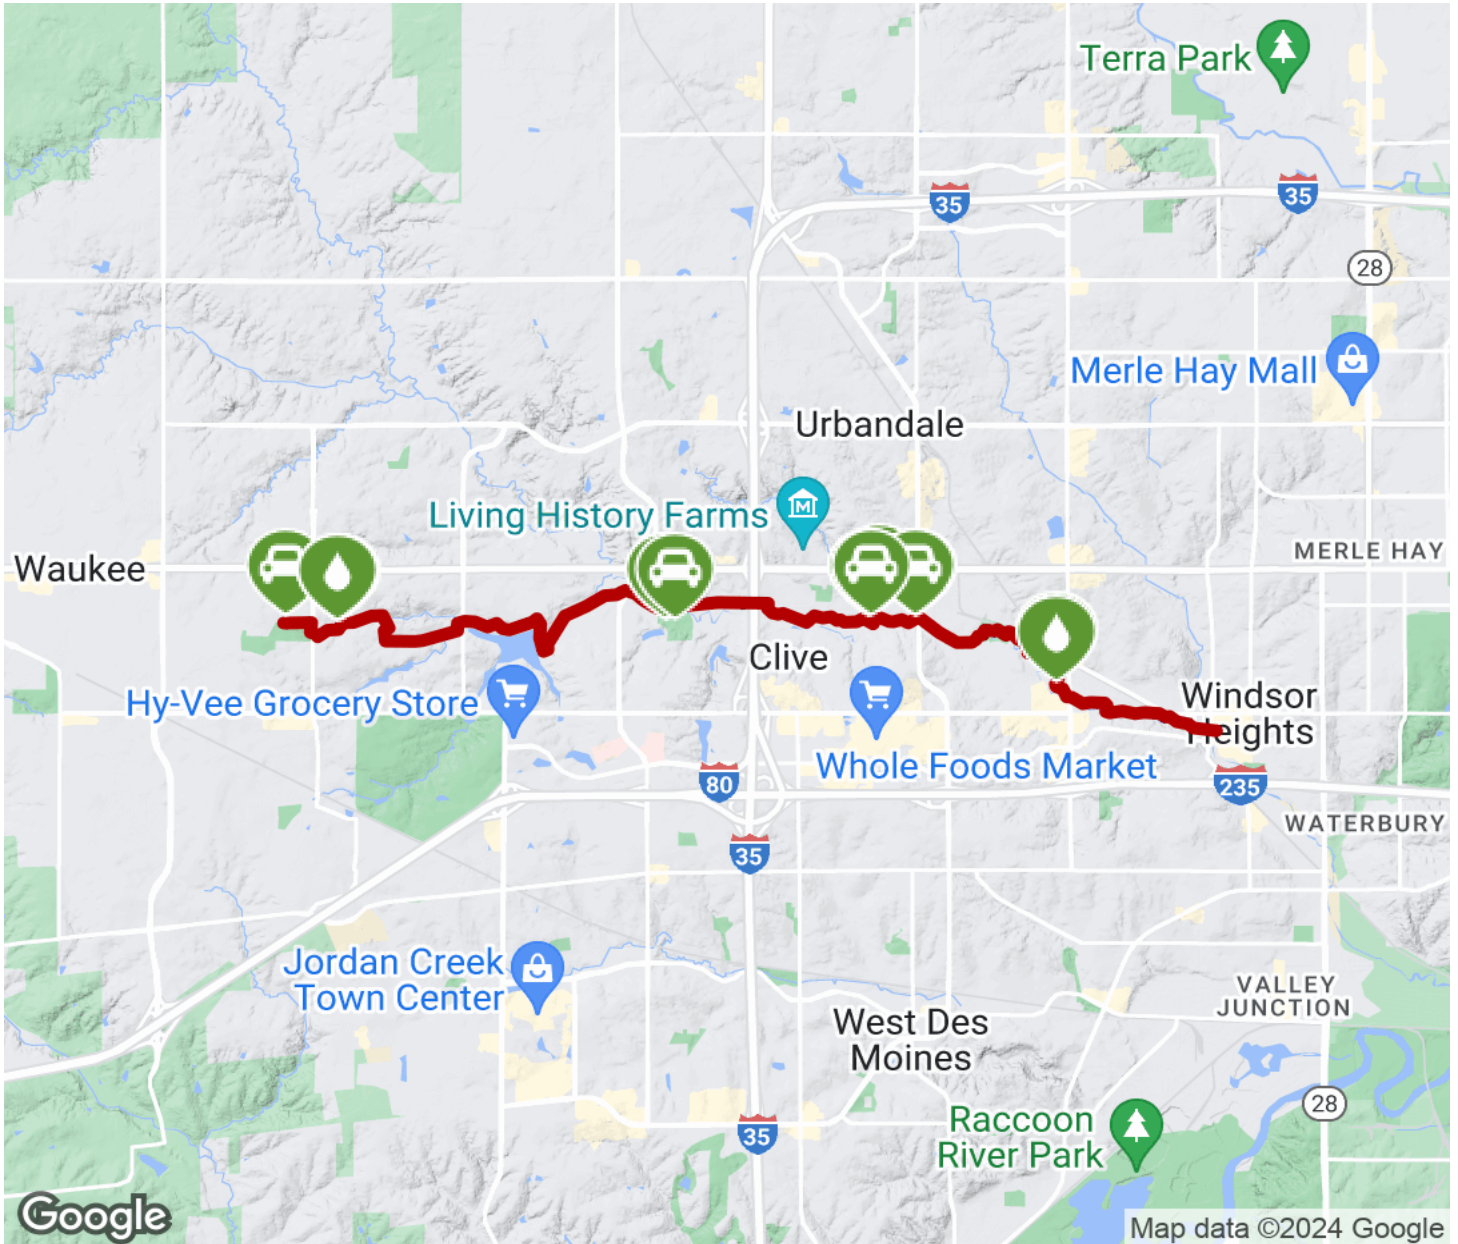 Terra Park
35
35
28
Merle Hay Mall
Urbandale
Living History Farms
M
MERLE HAY
Waukee
Clive
Hy-Vee Grocery Store
Windsor
Heights
Whole Foods Market
80
235
WATERBURY
35
Jordan Creek
Town Center
VALLEY
JUNCTION
West Des
Moines
28
Raccoon
River Park
35
Google
Map data ©2024 Google